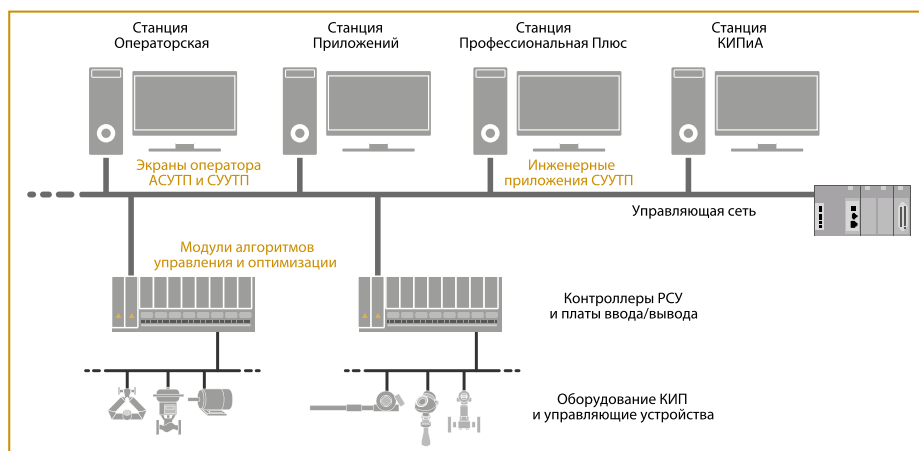 Станция
Операторская
Станция
Приложений
Станция
Профессиональная Плюс
Станция
КИПиА
Экраны оператора
АСУТП и СУУТП
Инженерные
приложения СУУТП
Управляющая сеть
Модули алгоритмов
управления и оптимизации
Контроллеры РСУ
и платы ввода/вывода
Оборудование КИП
и управляющие устройства